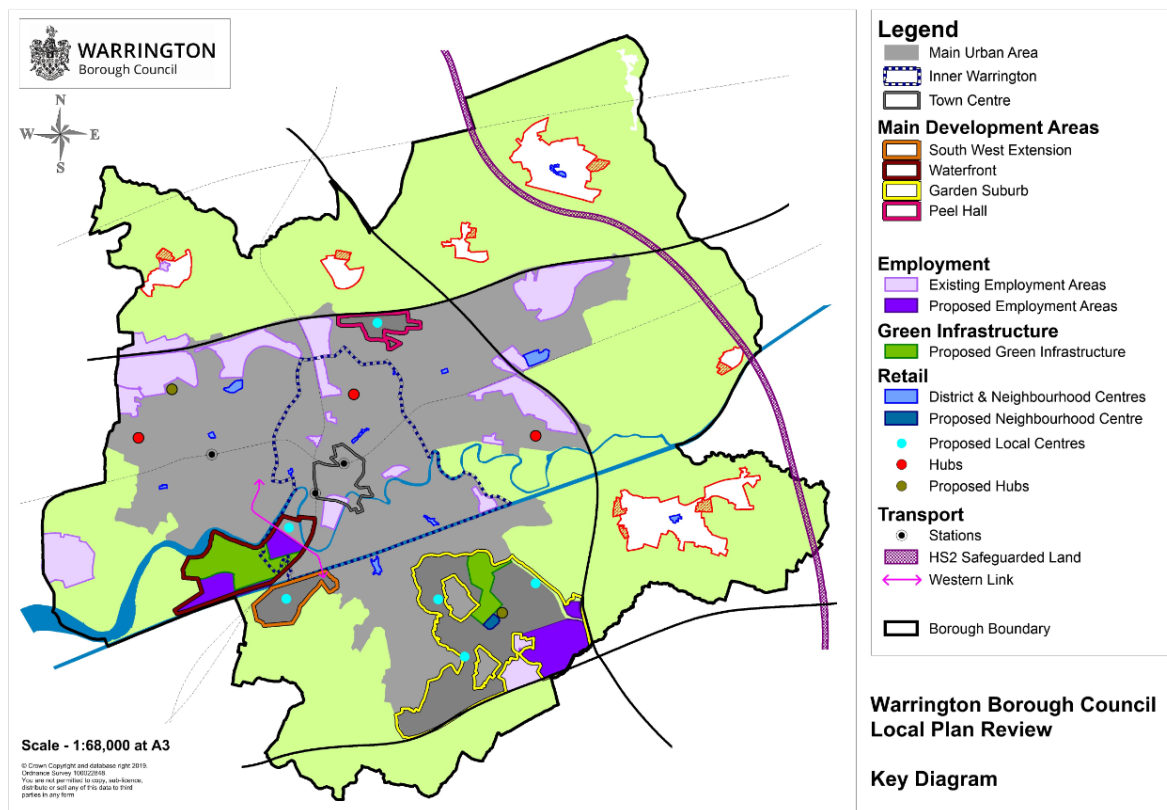 WARRINGTON
Borough Council
N
W E
S
Scale - 1:68,000 at A3
© Crown Copyright and database right 2019.
Ordnance Survey 100022848.
You are not permitted to copy, sub-licence,
distribute or sell any of this data to third
parties in any form
Legend
Main Urban Area
Inner Warrington
Town Centre
Main Development Areas
South West Extension
Waterfront
Garden Suburb
Peel Hall
Employment
Existing Employment Areas
Proposed Employment Areas
Green Infrastructure
Proposed Green Infrastructure
Retail
District & Neighbourhood Centres
Proposed Neighbourhood Centre
Proposed Local Centres
Hubs
Proposed Hubs
Transport
Stations
HS2 Safeguarded Land
Western Link
Borough Boundary
Warrington Borough Council
Local Plan Review
Key Diagram